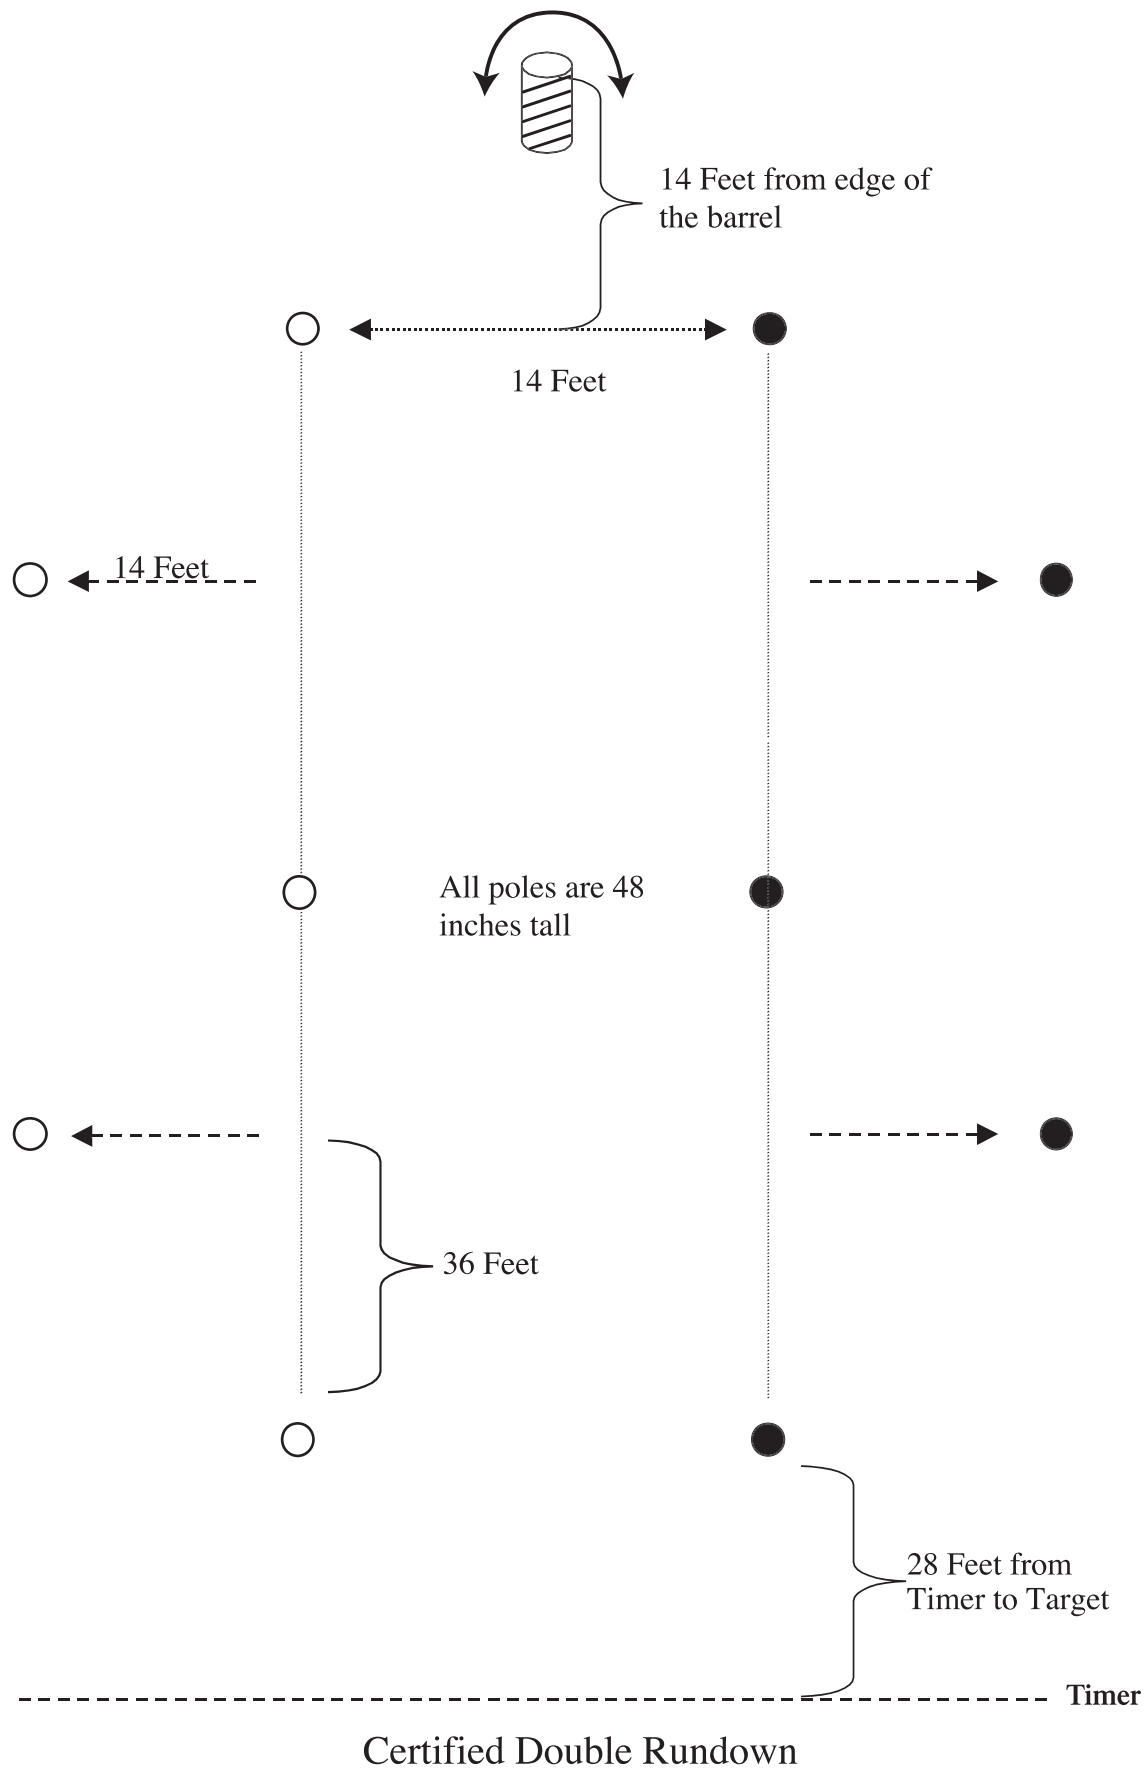 14 Feet from edge of
the barrel
14 Feet
14 Feet
All poles are 48
inches tall
36 Feet
28 Feet from
Timer to Target
Timer
Certified Double Rundown